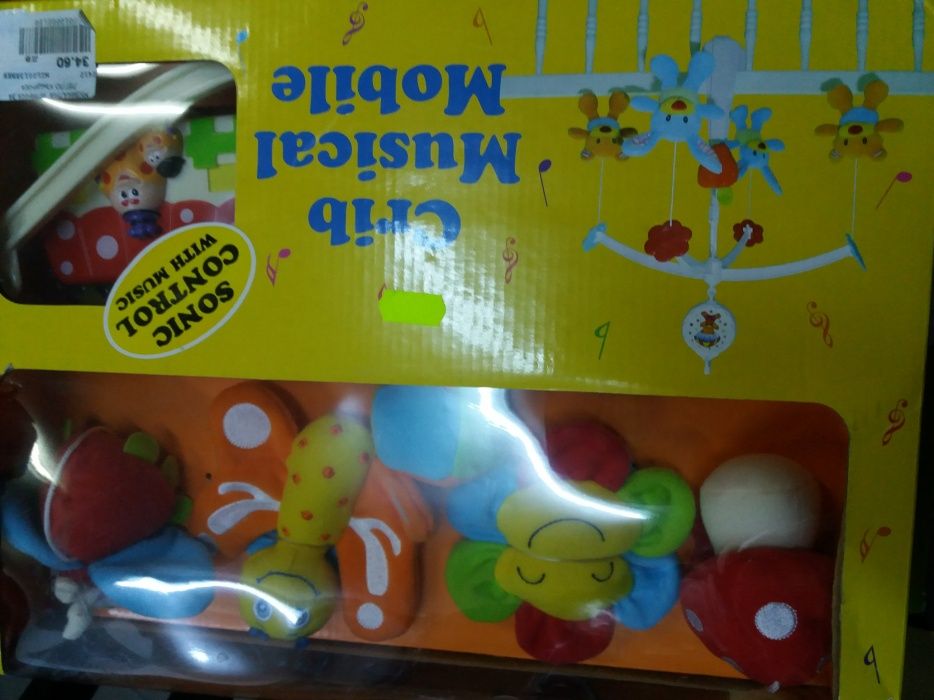 Crib
Musical
Mobile
SONIC
CONTROL
WITH MUSIC
34.60